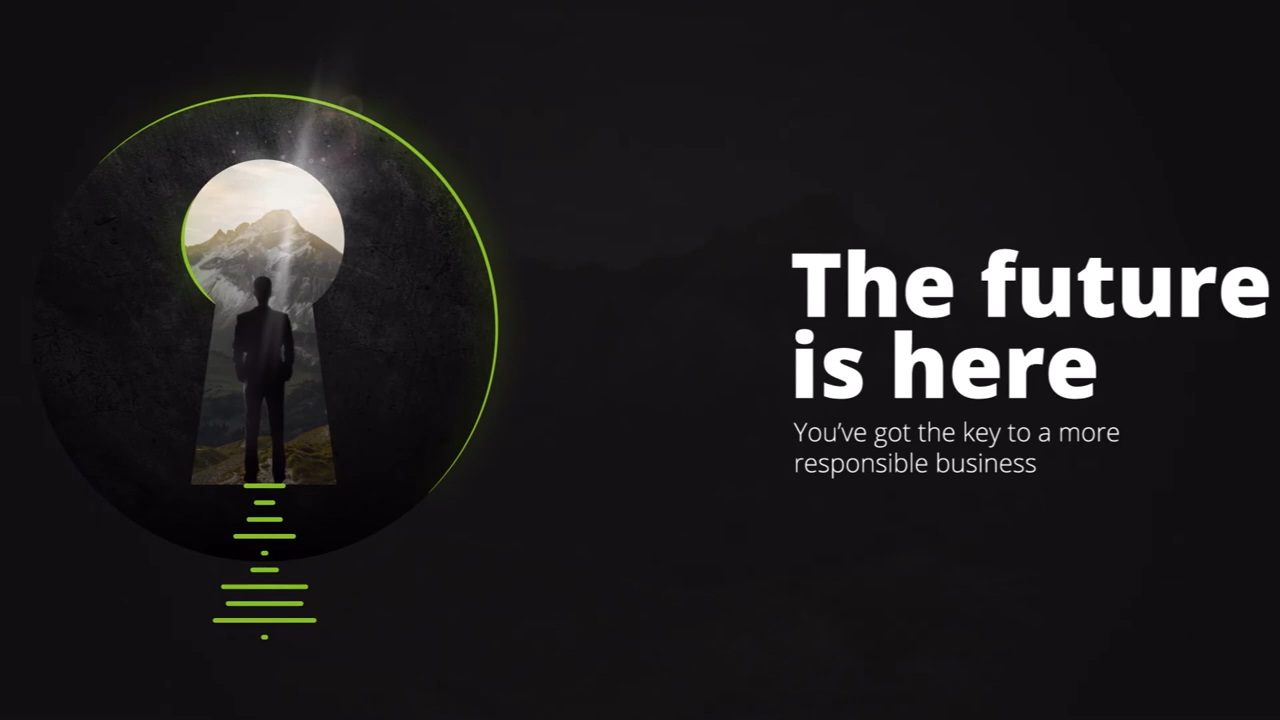 The future
is here
You’ve got the key to a more
responsible business